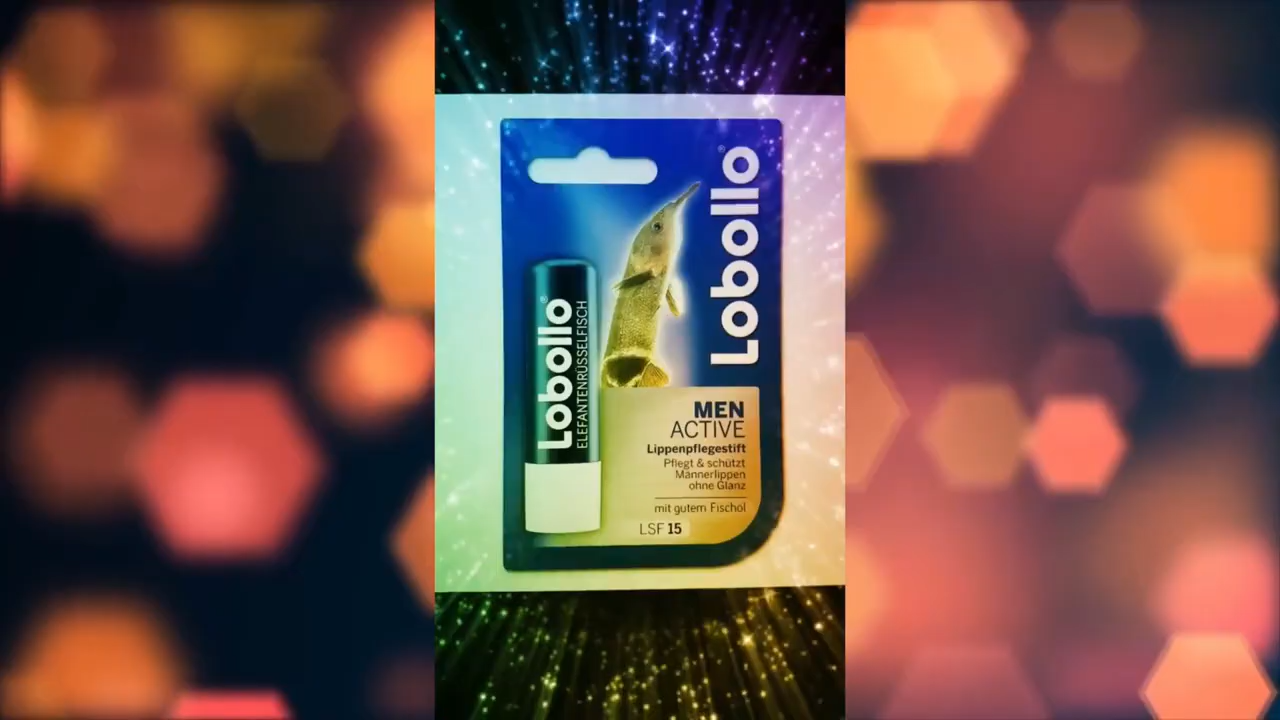 Lobollo®
Lobollo®
ELEFANTENRÜSSELFISCH
MEN
ACTIVE
Lippenpflegestift
Pflegt & schützt
Männerlippen
ohne Glanz
mit gutem Fischöl
LSF 15